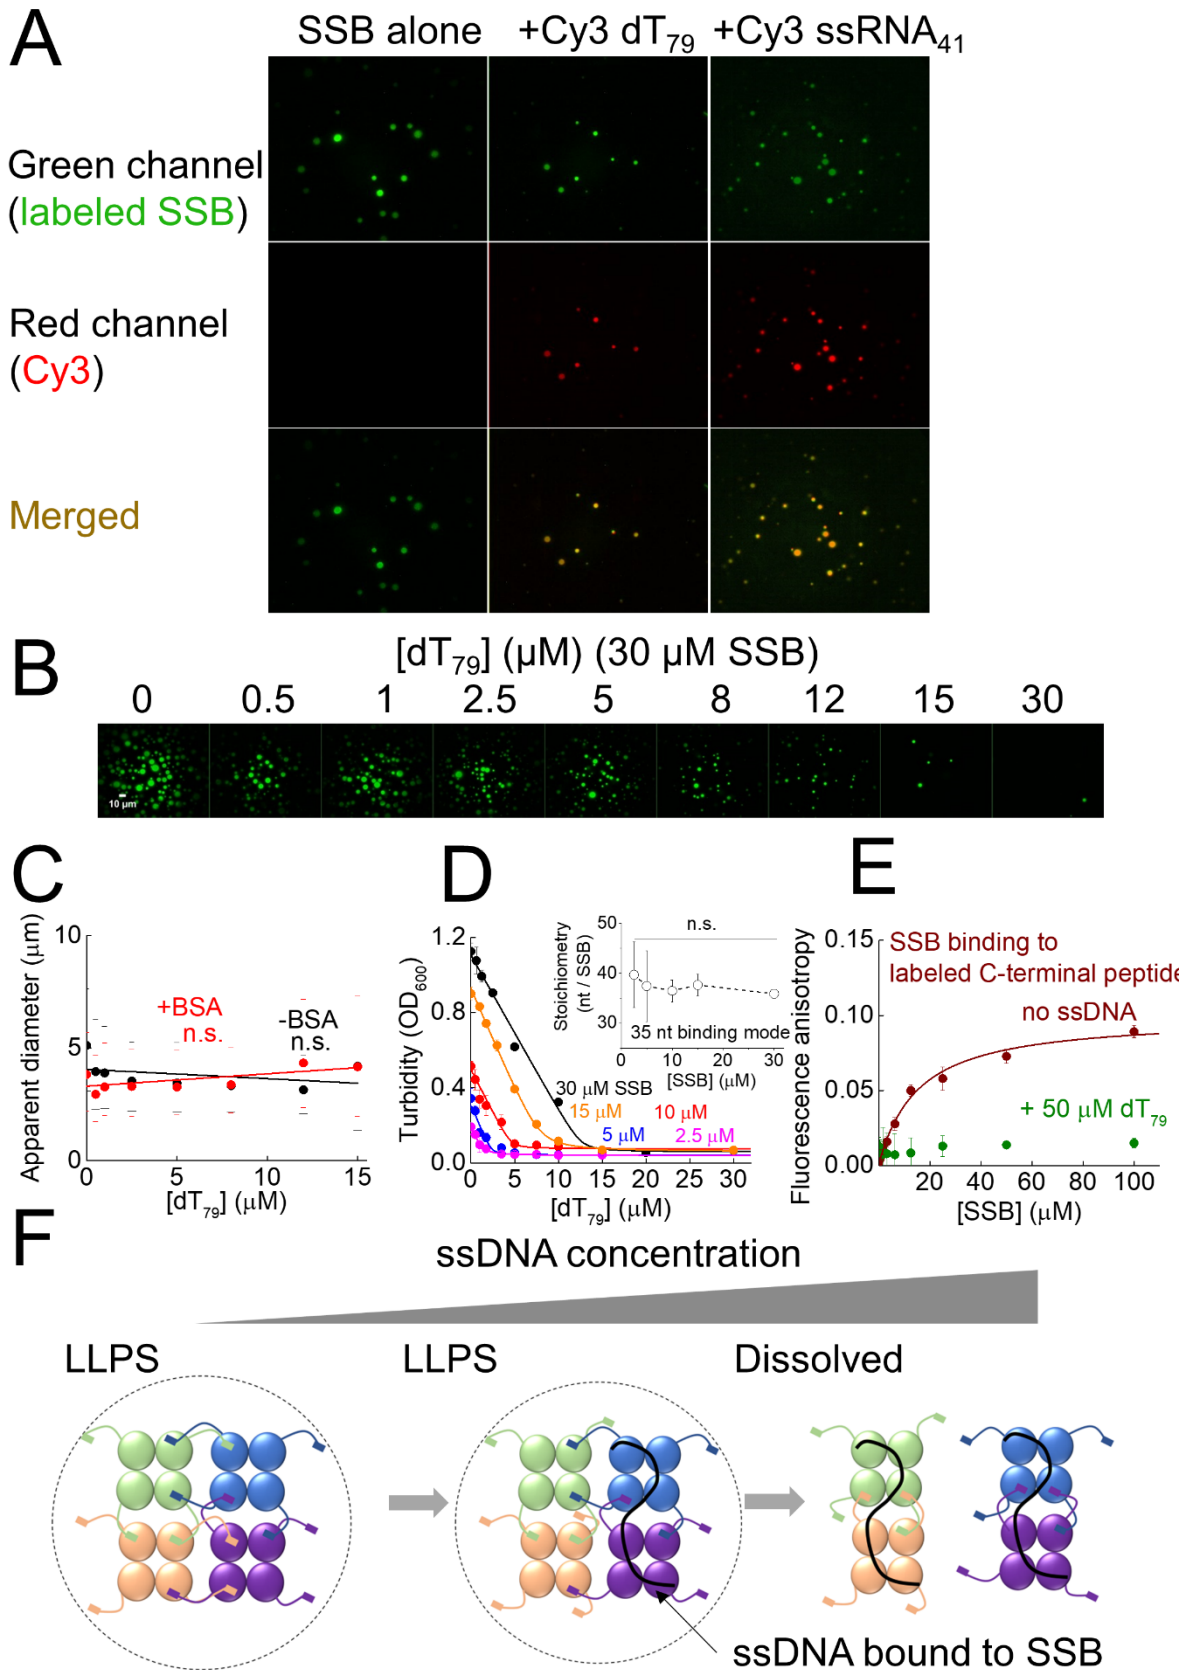 A
SSB alone
+Cy3 dT79
+Cy3 ssRNA41
Green channel
(labeled SSB)
Red channel
(Cy3)
Merged
B
[dT79] (µM) (30 µM SSB)
0 0.5 1 2.5 5 8 12 15 30
10 µm
C
Apparent diameter (µm)
10
5
0
+BSA
n.s.
-BSA
n.s.
0 5 10 15
[dT79] (µM)
D
Turbidity (OD600)
1.2
0.8
0.4
0.0
Stoichiometry
(nt / SSB)
50
40
30
n.s.
35 nt binding mode
0 10 20 30
[SSB] (µM)
30 µM SSB
15 µM
10 µM
5 µM
2.5 µM
0 5 10 15 20 25 30
[dT79] (µM)
E
Fluorescence anisotropy
0.15
0.10
0.05
0.00
SSB binding to
labeled C-terminal peptide
no ssDNA
+ 50 µM dT79
20 40 60 80 100
[SSB] (µM)
F
ssDNA concentration
LLPS
LLPS
Dissolved
ssDNA bound to SSB